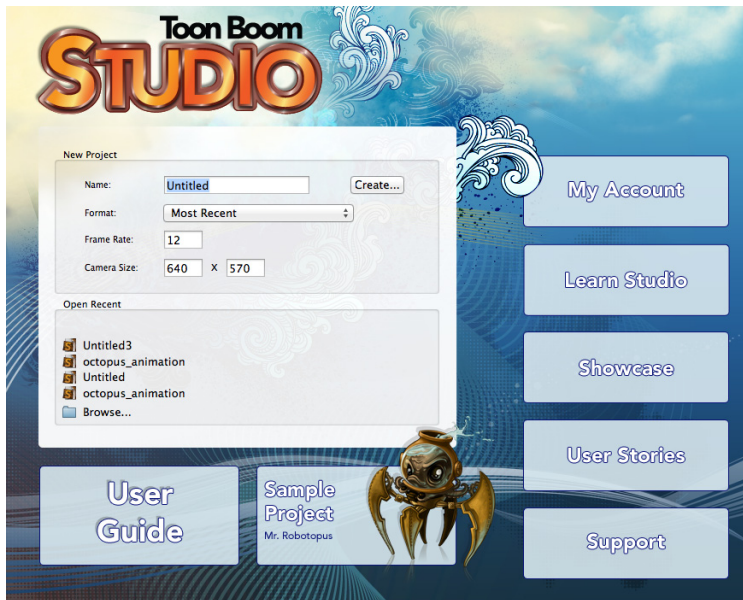 Toon Boom
STUDIO
New Project
Name: Untitled Create...
Format: Most Recent
Frame Rate: 12
Camera Size: 640 x 570
Open Recent
Untitled3
octopus_animation
Untitled
octopus_animation
Browse...
User
Guide
Sample
Project
Mr. Robotopus
My Account
Learn Studio
Showcase
User Stories
Support